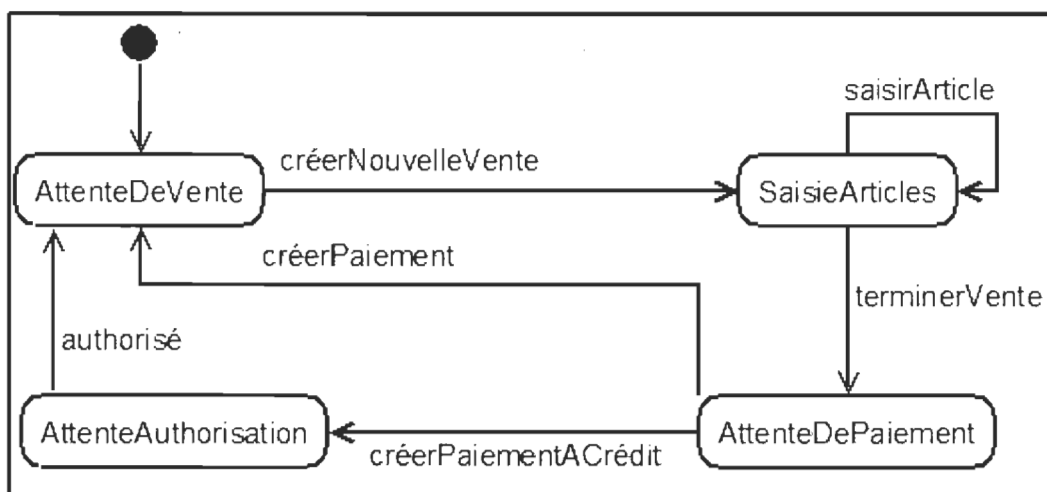 saisirArticle
créerNouvelleVente
AttenteDeVente
SaisieArticles
créerPaiement
terminerVente
authorisé
AttenteAuthorisation
AttenteDePaiement
créerPaiementACrédit